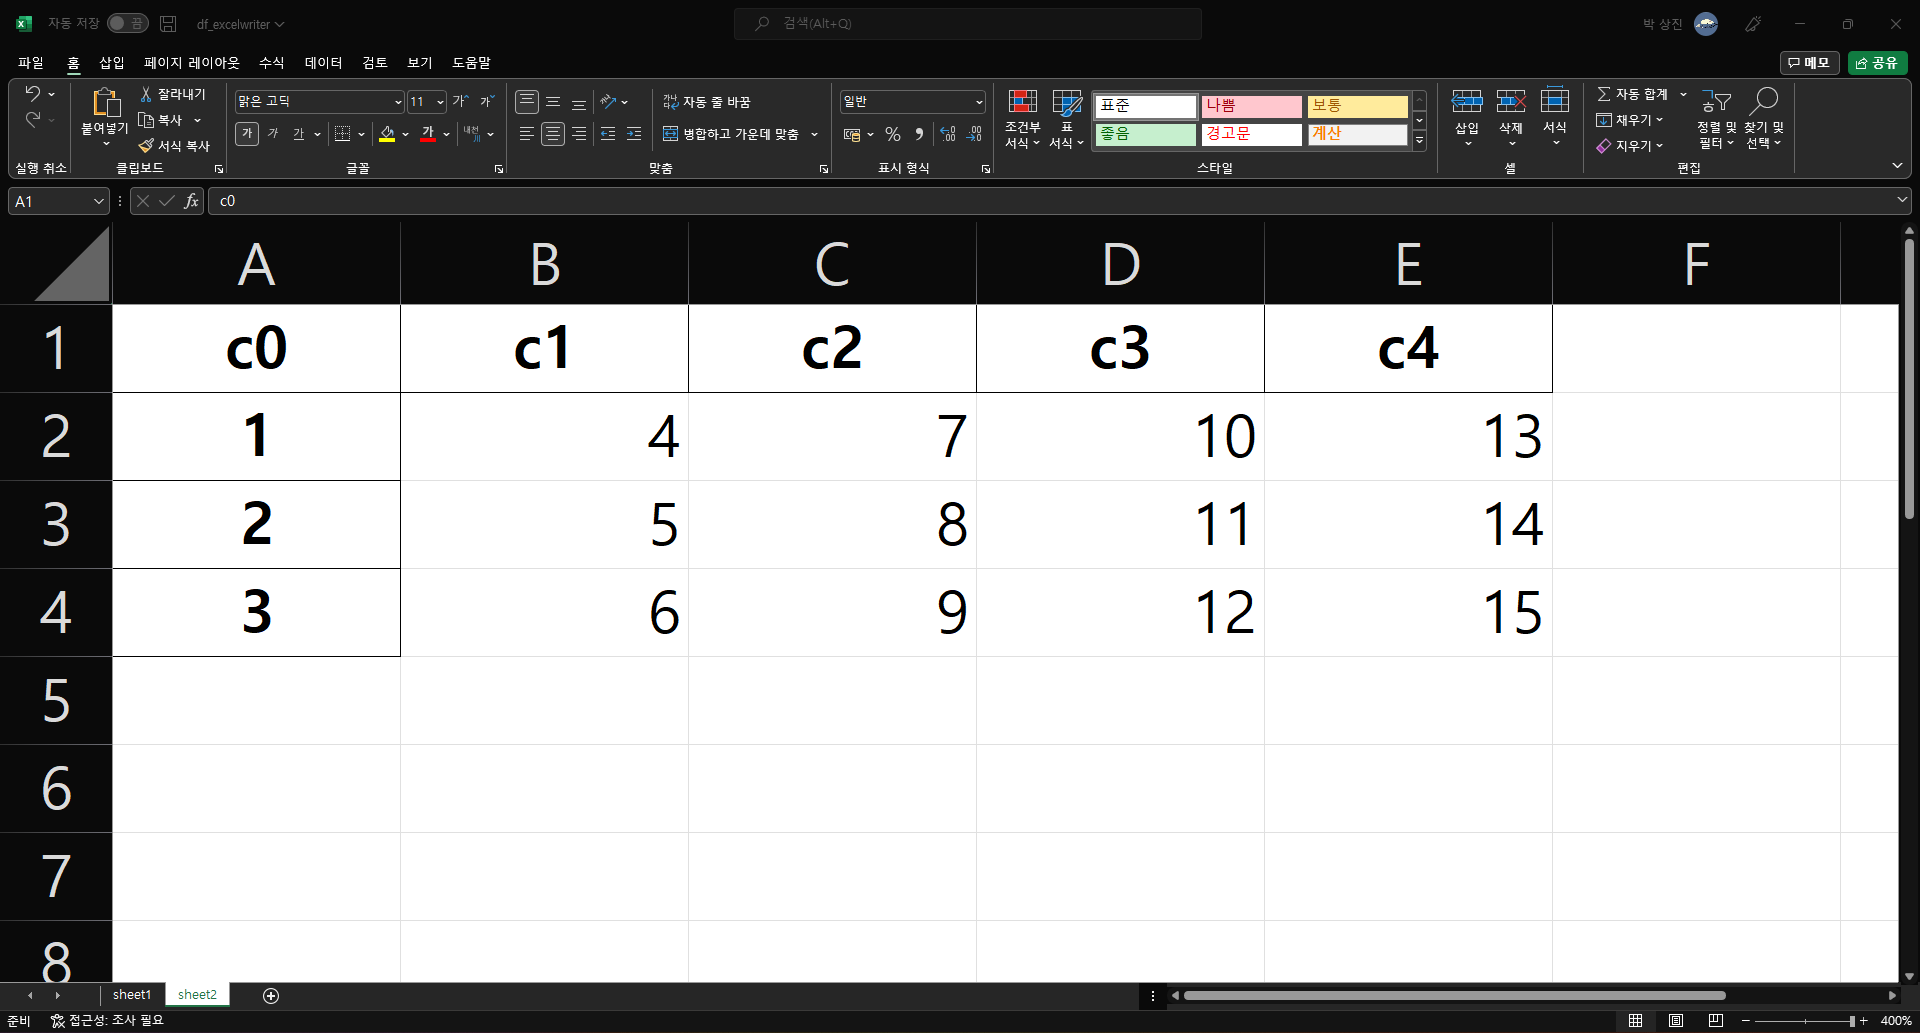 자동 저장 끔 df_excelwriter 검색(Alt+Q) 박 상진
파일 홈 삽입 페이지 레이아웃 수식 데이터 검토 보기 도움말 메모 공유
붙여넣기 잘라내기 복사 서식 복사
맑은 고딕 11 가 가 가 가 가 가 내천
가나다 자동 줄 바꿈
병합하고 가운데 맞춤
일반
% 9 .00
조건부 서식 표 서식
표준 나쁨 보통
좋음 경고문 계산
삽입 삭제 서식
자동 합계
채우기
지우기
정렬 및 필터 찾기 및 선택
실행 취소 클립보드 글꼴 맞춤 표시 형식 스타일 셀 편집
A1 fx c0
A B C D E F
1 c0 c1 c2 c3 c4
2 1 4 7 10 13
3 2 5 8 11 14
4 3 6 9 12 15
5
6
7
8
sheet1 sheet2
준비 접근성: 조사 필요 400%